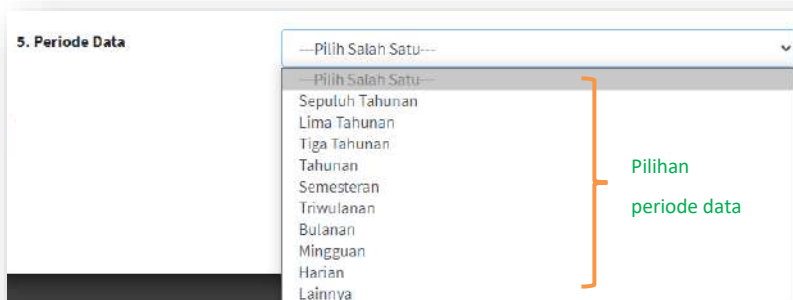 5. Periode Data
---Pilih Salah Satu---
---Pilih Salah Satu---
Sepuluh Tahunan
Lima Tahunan
Tiga Tahunan
Tahunan
Semesteran
Triwulanan
Bulanan
Mingguan
Harian
Lainnya
Pilihan
periode data